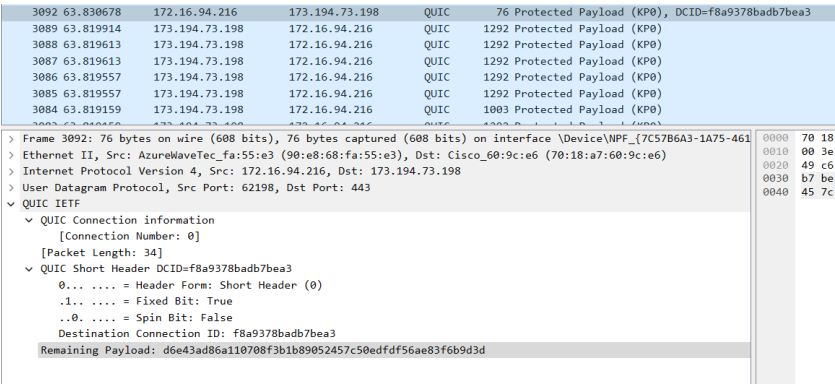 3092 63.830678 172.16.94.216 173.194.73.198 QUIC 76 Protected Payload (KP0), DCID=f8a9378badb7bea3
3089 63.819914 173.194.73.198 172.16.94.216 QUIC 1292 Protected Payload (KP0)
3088 63.819613 173.194.73.198 172.16.94.216 QUIC 1292 Protected Payload (KP0)
3087 63.819613 173.194.73.198 172.16.94.216 QUIC 1292 Protected Payload (KP0)
3086 63.819557 173.194.73.198 172.16.94.216 QUIC 1292 Protected Payload (KP0)
3085 63.819557 173.194.73.198 172.16.94.216 QUIC 1292 Protected Payload (KP0)
3084 63.819159 173.194.73.198 172.16.94.216 QUIC 1003 Protected Payload (KP0)
Frame 3092: 76 bytes on wire (608 bits), 76 bytes captured (608 bits) on interface \Device\NPF_{7C57B6A3-1A75-461
Ethernet II, Src: AzureWaveTec_fa:55:e3 (90:e8:68:fa:55:e3), Dst: Cisco_60:9c:e6 (70:18:a7:60:9c:e6)
Internet Protocol Version 4, Src: 172.16.94.216, Dst: 173.194.73.198
User Datagram Protocol, Src Port: 62198, Dst Port: 443
QUIC IETF
QUIC Connection information
[Connection Number: 0]
[Packet Length: 34]
QUIC Short Header DCID=f8a9378badb7bea3
0... .... = Header Form: Short Header (0)
.1.. .... = Fixed Bit: True
..0. .... = Spin Bit: False
Destination Connection ID: f8a9378badb7bea3
Remaining Payload: d6e43ad86a110708f3b1b89052457c50edfdf56ae83f6b9d3d
0000 70 18
0010 00 3e
0020 49 c6
0030 b7 be
0040 45 7c